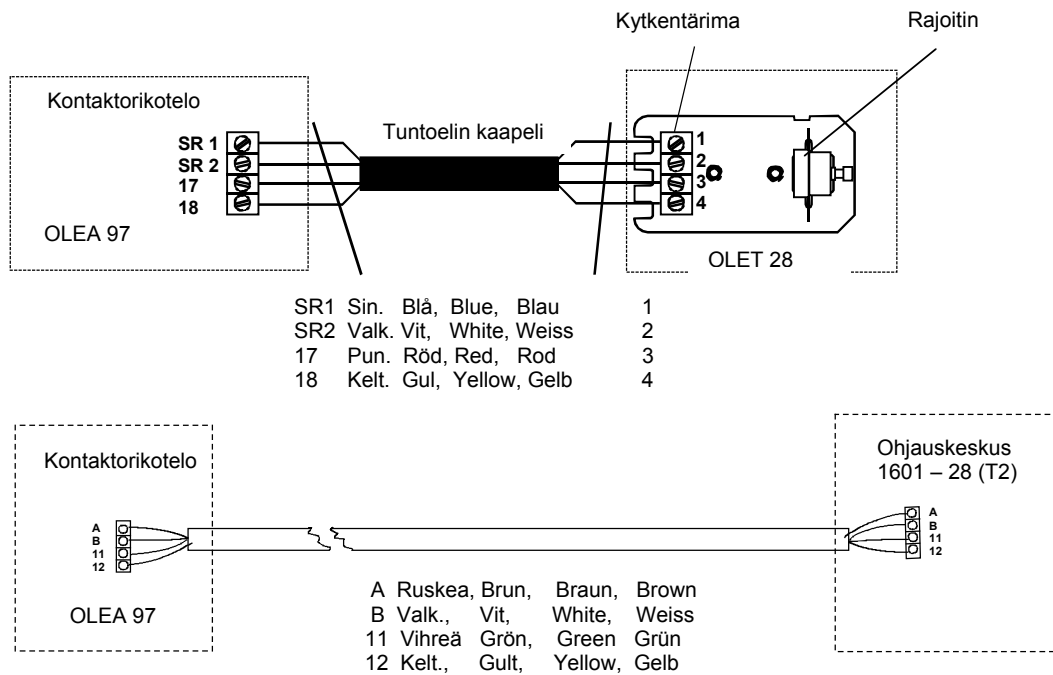 Kytkentärima
Rajoitin
Kontaktorikotelo
SR 1
SR 2
17
18
OLEA 97
Tuntoelin kaapeli
1
2
3
4
OLET 28
SR1 Sin. Blå, Blue, Blau 1
SR2 Valk. Vit, White, Weiss 2
17 Pun. Röd, Red, Rod 3
18 Kelt. Gul, Yellow, Gelb 4
Kontaktorikotelo
A
B
11
12
OLEA 97
Ohjauskeskus
1601 – 28 (T2)
A
B
11
12
A Ruskea, Brun, Braun, Brown
B Valk., Vit, White, Weiss
11 Vihreä Grön, Green Grün
12 Kelt., Gult, Yellow, Gelb